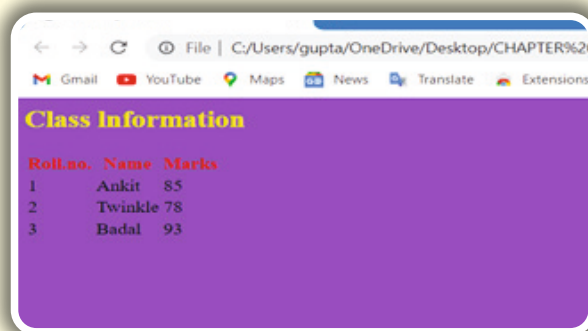 File | C:/Users/gupta/OneDrive/Desktop/CHAPTER%2
Gmail YouTube Maps News Translate Extensions
Class Information
Roll.no. Name Marks
1 Ankit 85
2 Twinkle 78
3 Badal 93